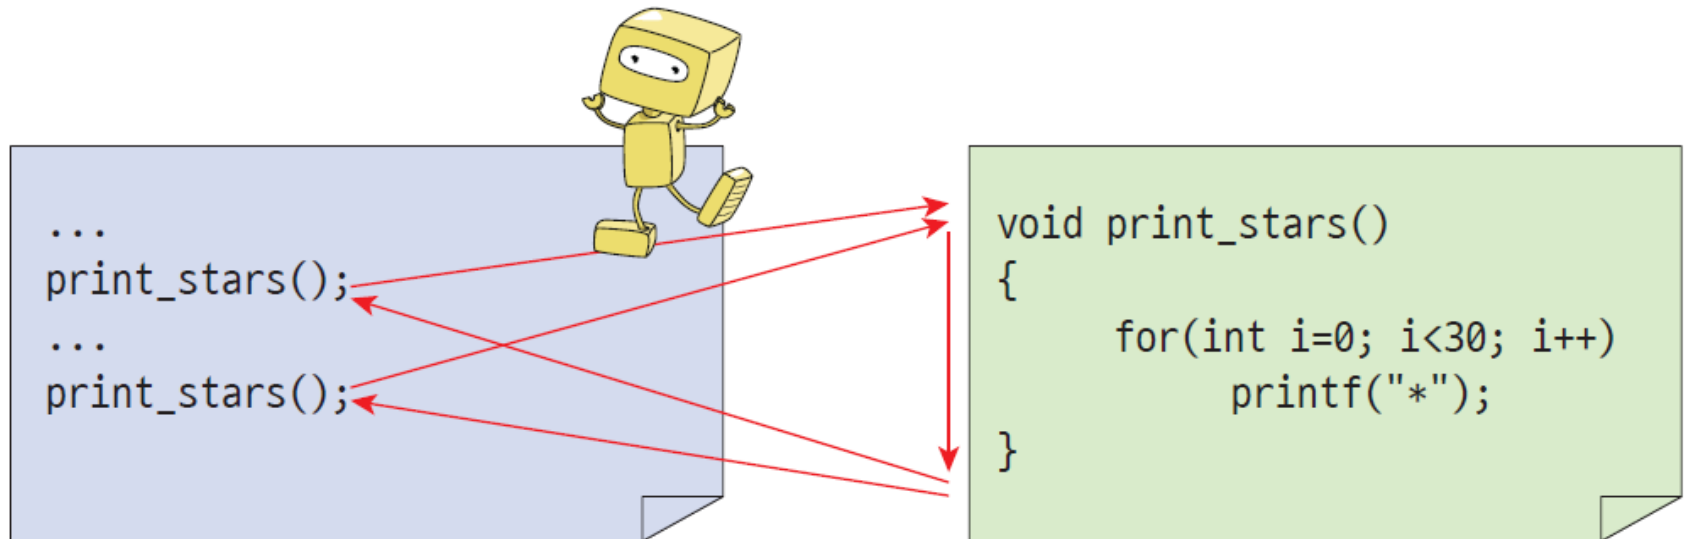 ...
print_stars();
...
print_stars();
void print_stars()
{
for(int i=0; i<30; i++)
printf("*");
}